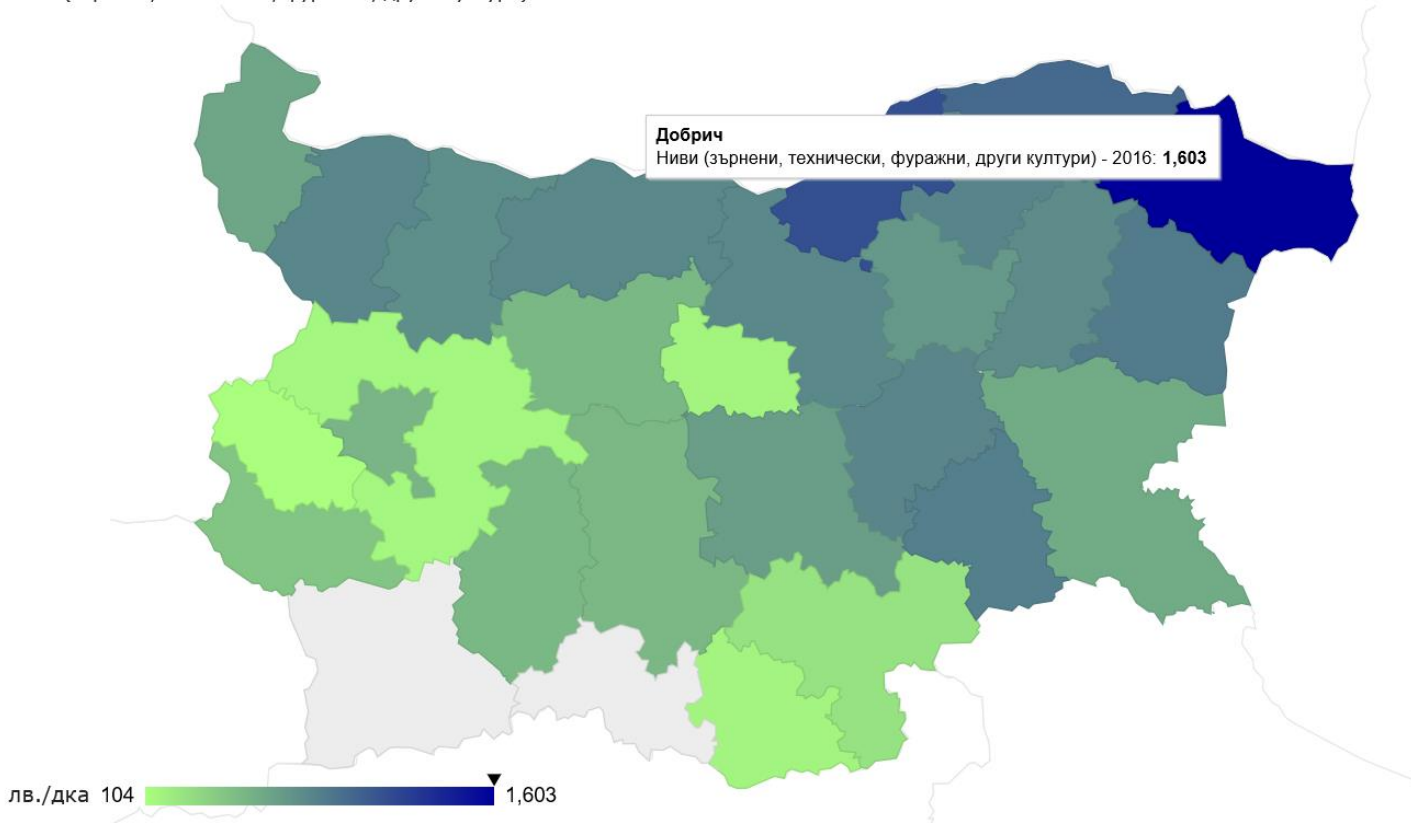 Добрич
Ниви (зърнени, технически, фуражни, други култури) - 2016: 1,603
лв./дка 104 1,603